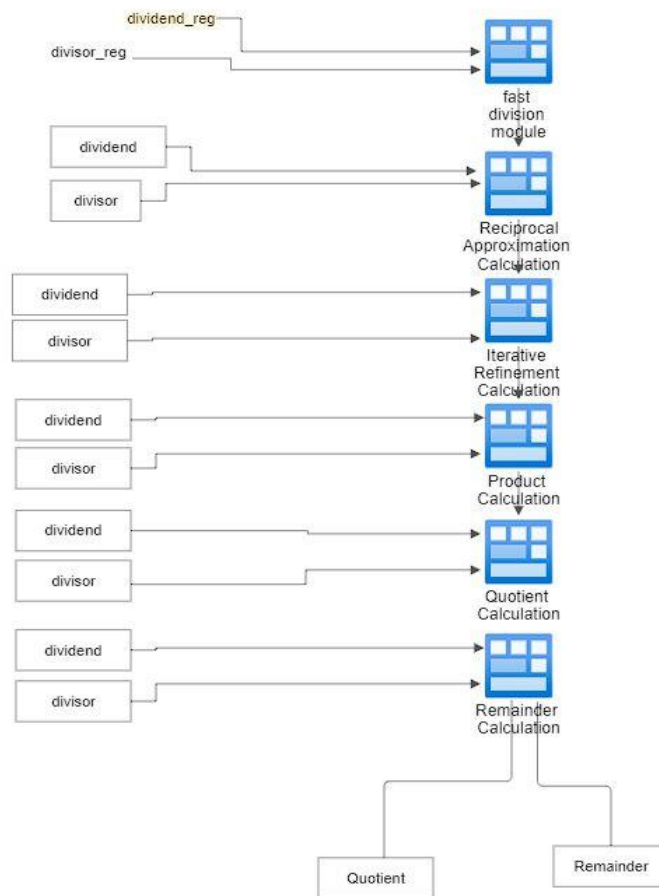 dividend_reg
divisor_reg
fast
division
module
dividend
divisor
Reciprocal
Approximation
Calculation
dividend
divisor
Iterative
Refinement
Calculation
dividend
divisor
Product
Calculation
dividend
divisor
Quotient
Calculation
dividend
divisor
Remainder
Calculation
Quotient
Remainder